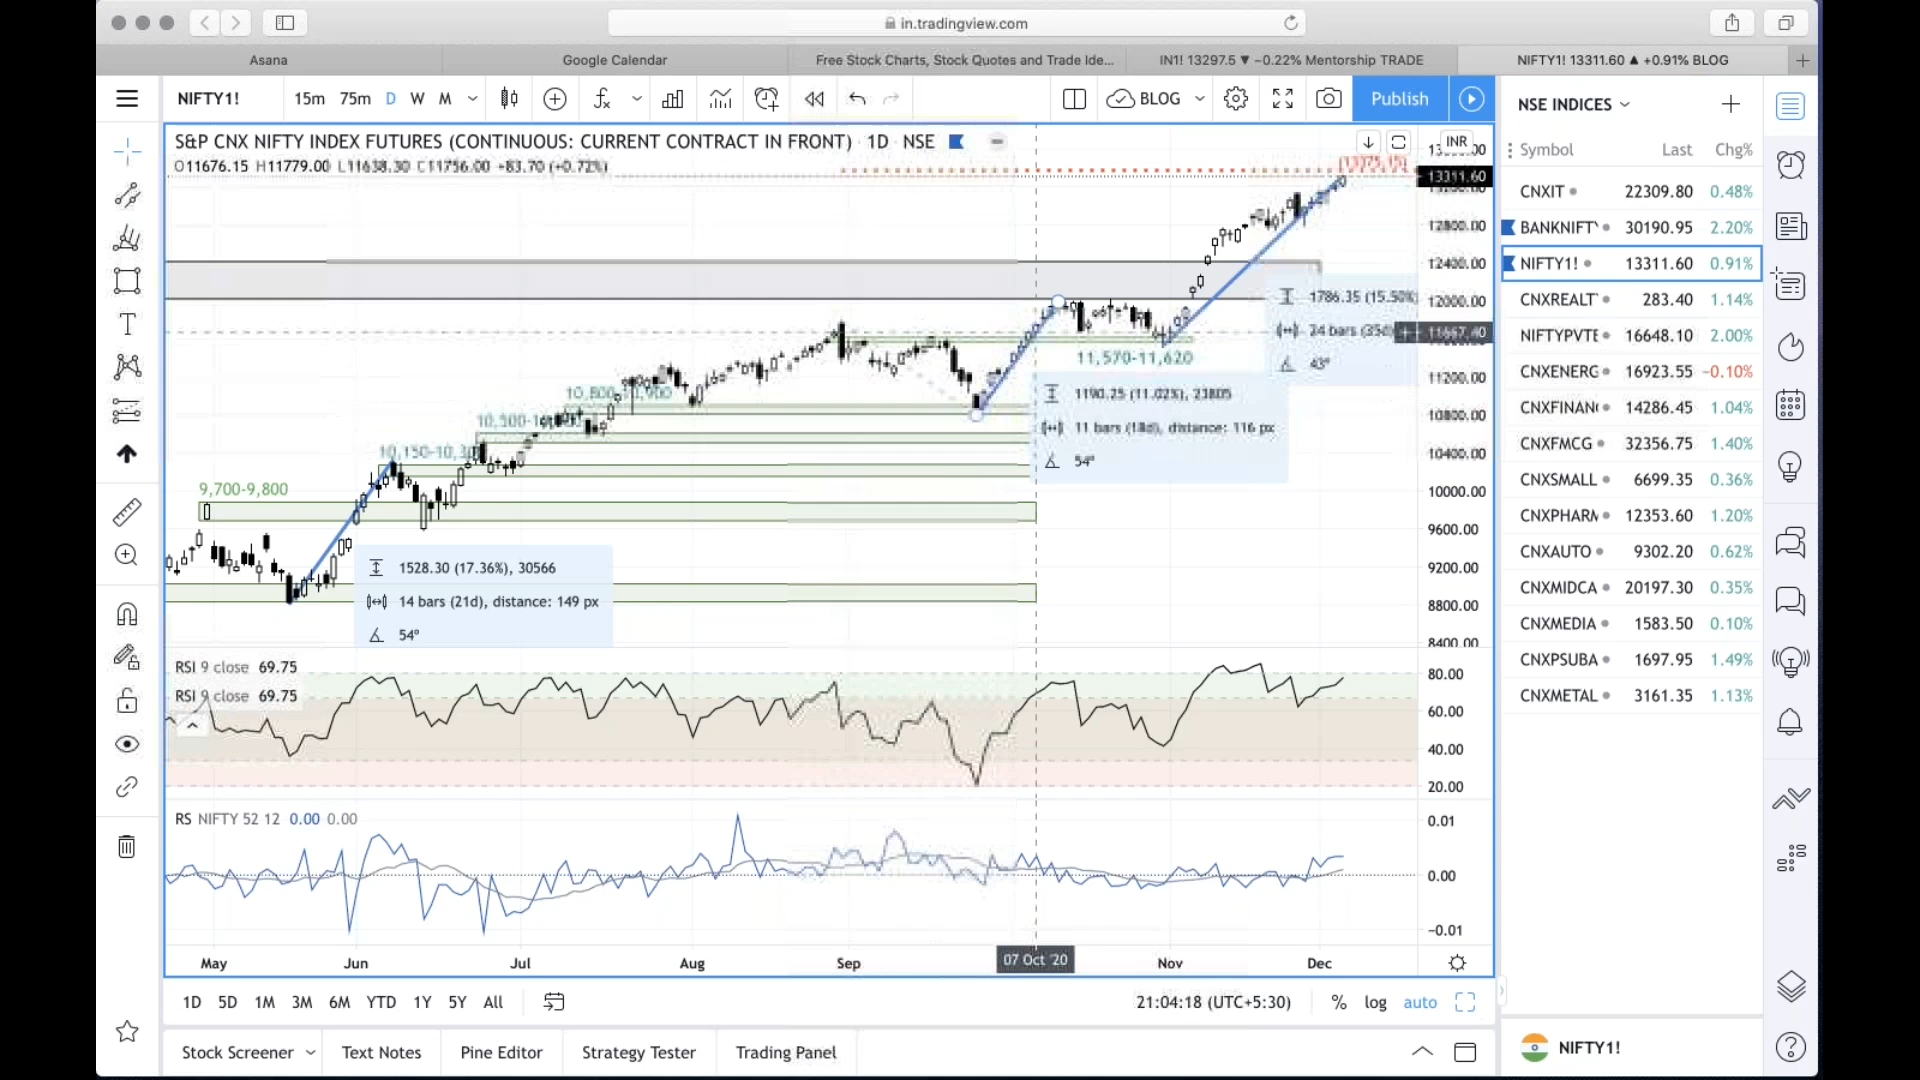 in.tradingview.com
Asana
Google Calendar
Free Stock Charts, Stock Quotes and Trade Ide...
IN1! 13297.5 ▼ −0.22% Mentorship TRADE
NIFTY1! 13311.60 ▲ +0.91% BLOG
NIFTY1!
15m 75m D W M
BLOG
Publish
NSE INDICES
S&P CNX NIFTY INDEX FUTURES (CONTINUOUS: CURRENT CONTRACT IN FRONT) 1D NSE
INR
O11676.15 H11779.00 L11638.30 C11756.00 +83.70 (+0.72%)
13311.60
12800.00
12400.00
12000.00
11667.40
11200.00
10800.00
10400.00
10000.00
9600.00
9200.00
8800.00
8400.00
1786.35 (15.50%)
24 bars (35d)
43°
11,570-11,620
1190.25 (11.02%), 23805
11 bars (18d), distance: 116 px
54°
9,700-9,800
1528.30 (17.36%), 30566
14 bars (21d), distance: 149 px
54°
RSI 9 close 69.75
RSI 9 close 69.75
80.00
60.00
40.00
20.00
RS NIFTY 52 12 0.00 0.00
0.01
0.00
−0.01
May Jun Jul Aug Sep 07 Oct '20 Nov Dec
1D 5D 1M 3M 6M YTD 1Y 5Y All
21:04:18 (UTC+5:30) % log auto
Stock Screener Text Notes Pine Editor Strategy Tester Trading Panel
Symbol Last Chg%
CNXIT 22309.80 0.48%
BANKNIFTY 30190.95 2.20%
NIFTY1! 13311.60 0.91%
CNXREALT 283.40 1.14%
NIFTYPVTE 16648.10 2.00%
CNXENERG 16923.55 −0.10%
CNXFINAN 14286.45 1.04%
CNXFMCG 32356.75 1.40%
CNXSMALL 6699.35 0.36%
CNXPHARM 12353.60 1.20%
CNXAUTO 9302.20 0.62%
CNXMIDCA 20197.30 0.35%
CNXMEDIA 1583.50 0.10%
CNXPSUBA 1697.95 1.49%
CNXMETAL 3161.35 1.13%
NIFTY1!